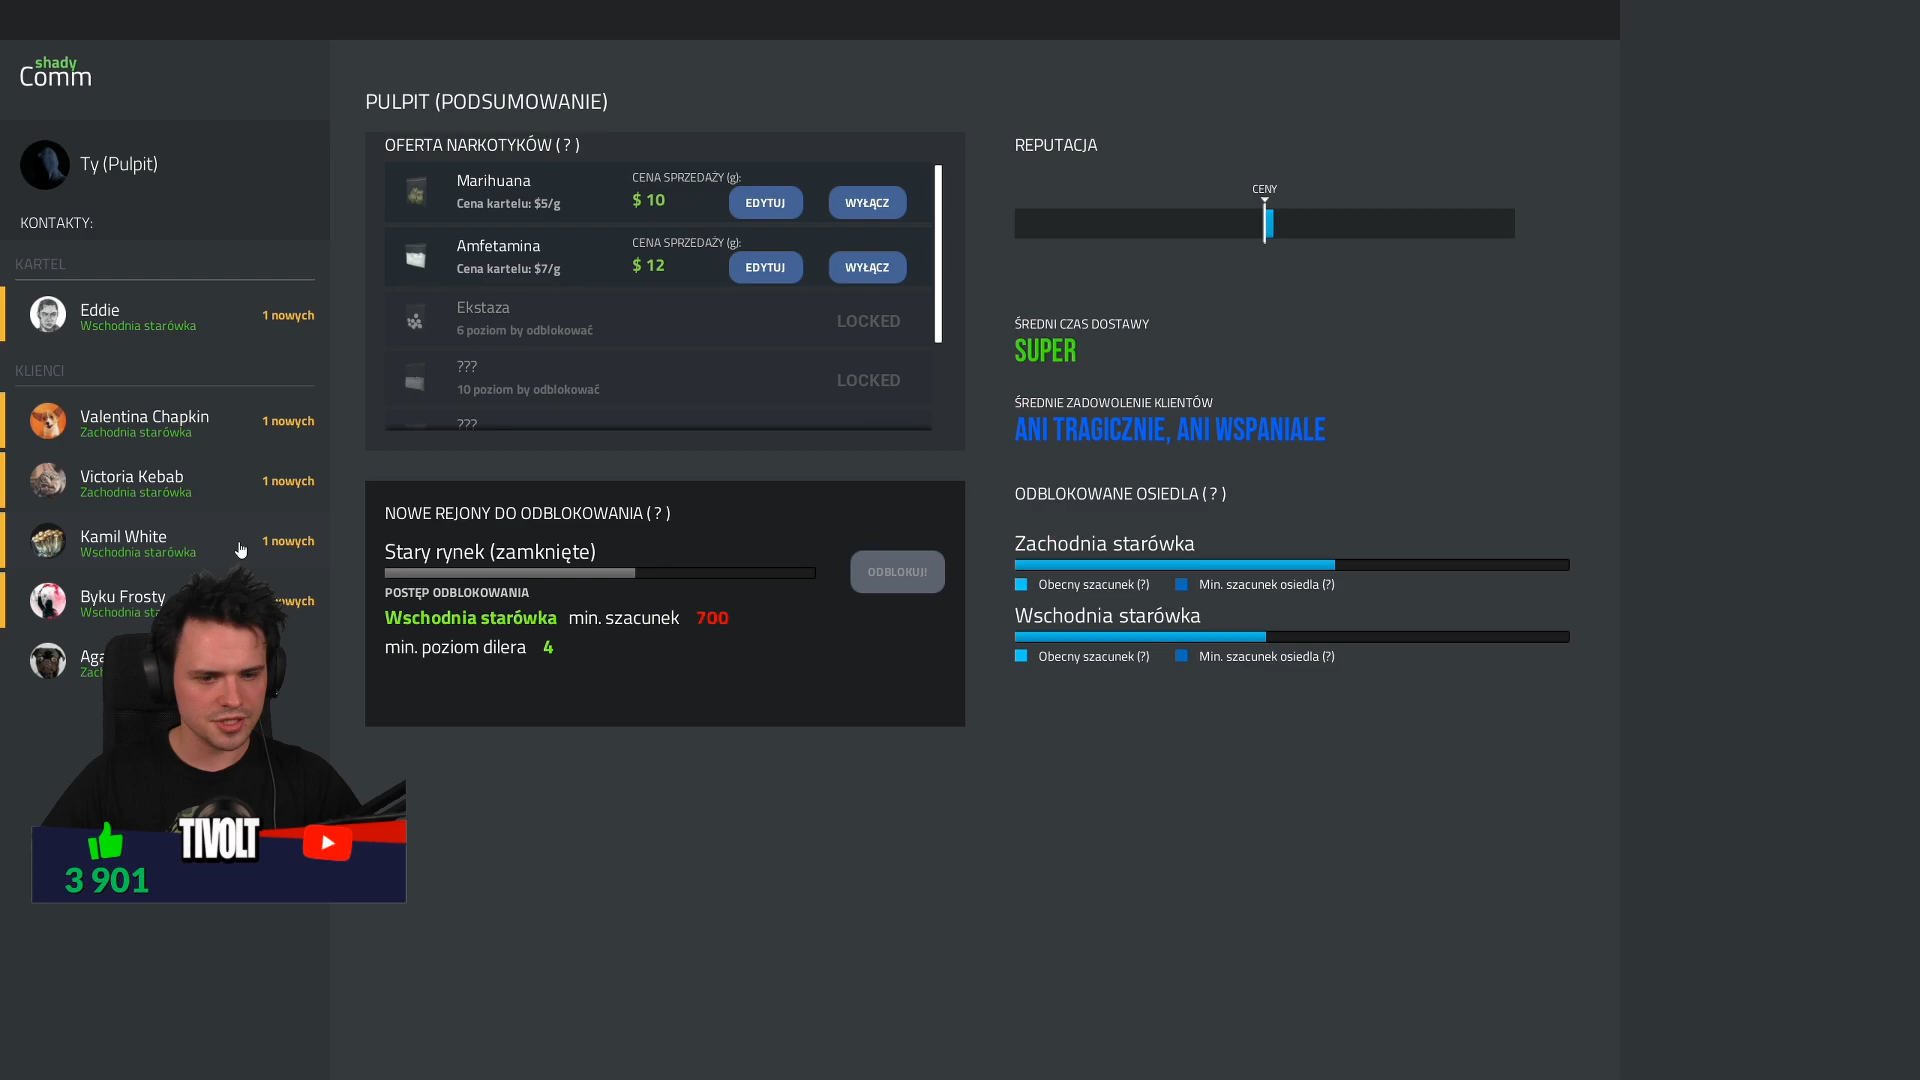 shady
Comm
Ty (Pulpit)
KONTAKTY:
KARTEL
Eddie
Wschodnia starówka
1 nowych
KLIENCI
Valentina Chapkin
Zachodnia starówka
1 nowych
Victoria Kebab
Zachodnia starówka
1 nowych
Kamil White
Wschodnia starówka
1 nowych
Byku Frosty
PULPIT (PODSUMOWANIE)
OFERTA NARKOTYKÓW ( ? )
Marihuana
Cena kartelu: $5/g
CENA SPRZEDAŻY (g):
$ 10
EDYTUJ
WYŁĄCZ
Amfetamina
Cena kartelu: $7/g
CENA SPRZEDAŻY (g):
$ 12
EDYTUJ
WYŁĄCZ
Ekstaza
6 poziom by odblokować
LOCKED
???
10 poziom by odblokować
LOCKED
???
NOWE REJONY DO ODBLOKOWANIA ( ? )
Stary rynek (zamknięte)
ODBLOKUJ!
POSTĘP ODBLOKOWANIA
Wschodnia starówka min. szacunek 700
min. poziom dilera 4
REPUTACJA
CENY
ŚREDNI CZAS DOSTAWY
SUPER
ŚREDNIE ZADOWOLENIE KLIENTÓW
ANI TRAGICZNIE, ANI WSPANIALE
ODBLOKOWANE OSIEDLA ( ? )
Zachodnia starówka
Obecny szacunek (?) Min. szacunek osiedla (?)
Wschodnia starówka
Obecny szacunek (?) Min. szacunek osiedla (?)
TIVOLT
3 901